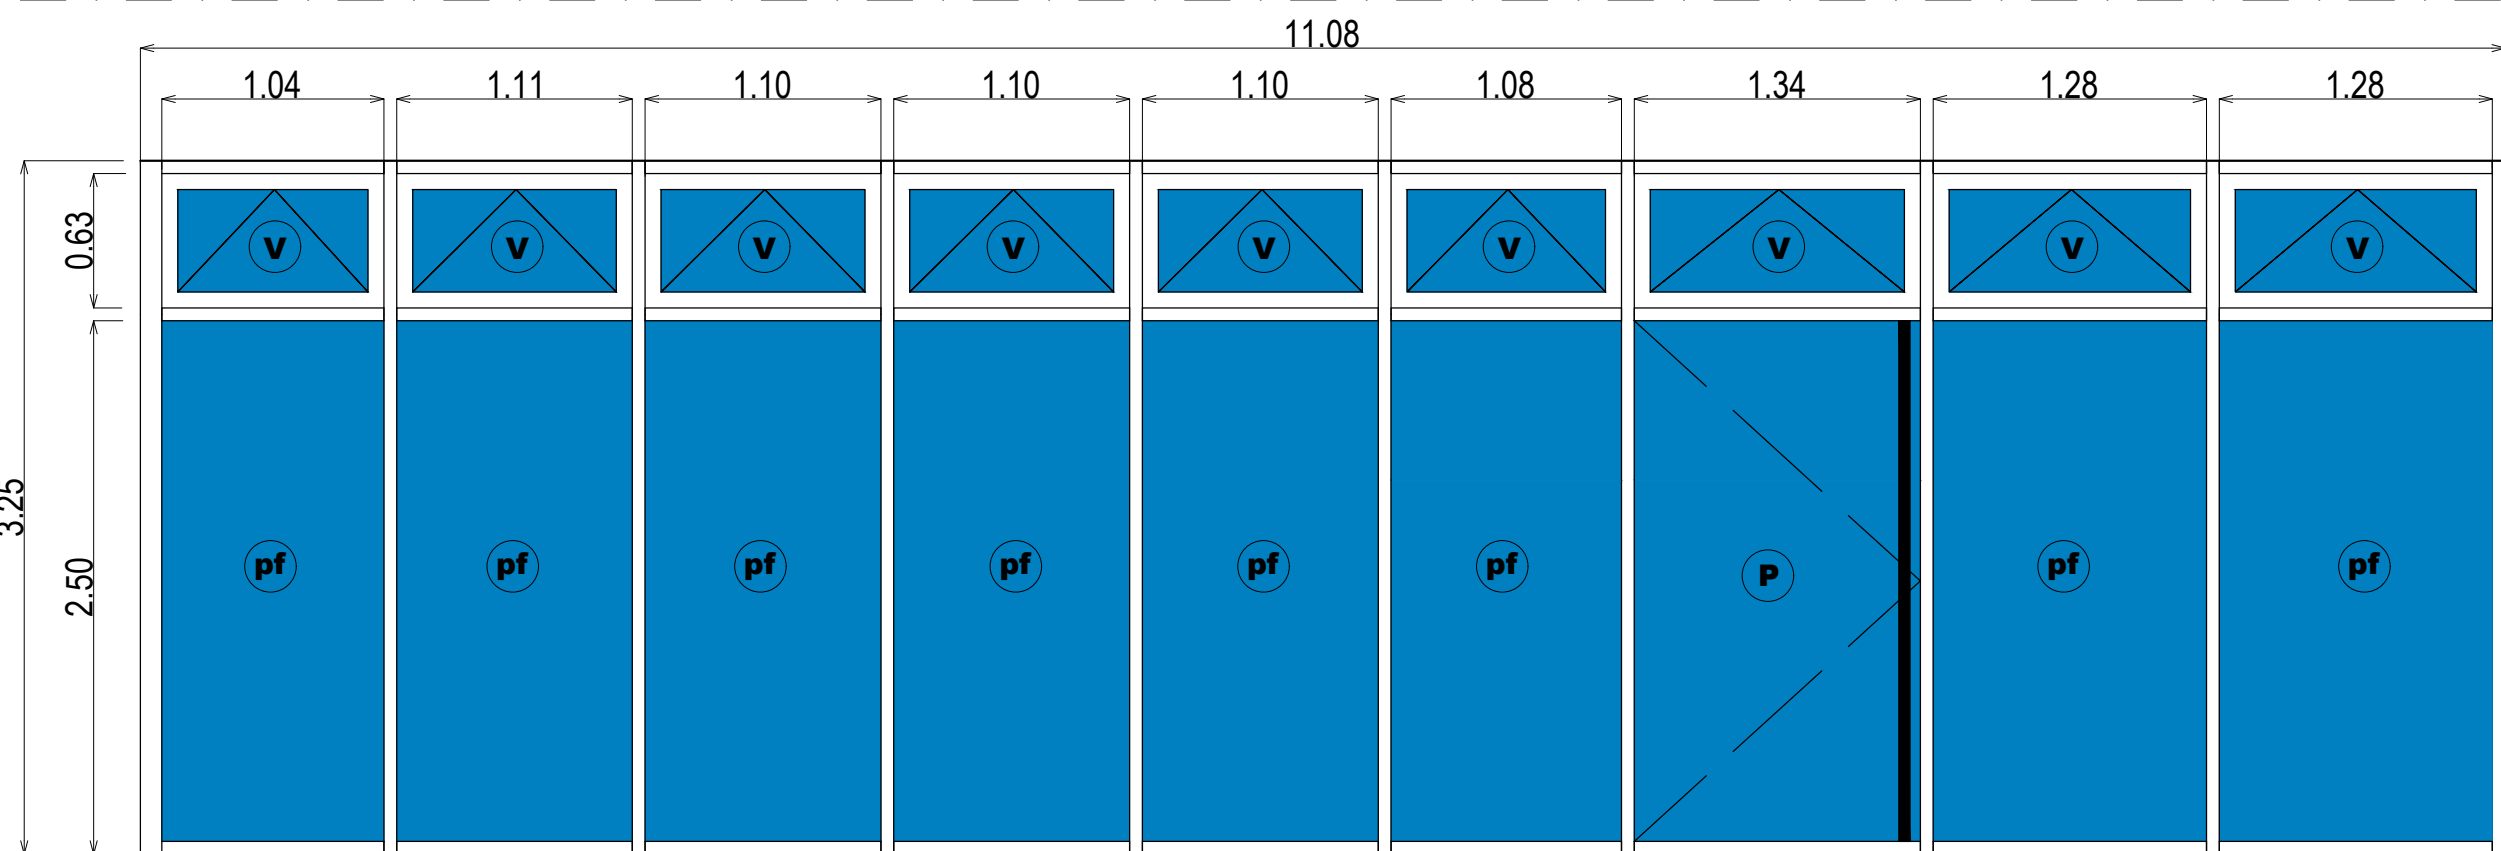 11.08
1.04 1.11 1.10 1.10 1.10 1.08 1.34 1.28 1.28
0.63
V V V V V V V V V
3.25
2.50
pf pf pf pf pf pf P pf pf